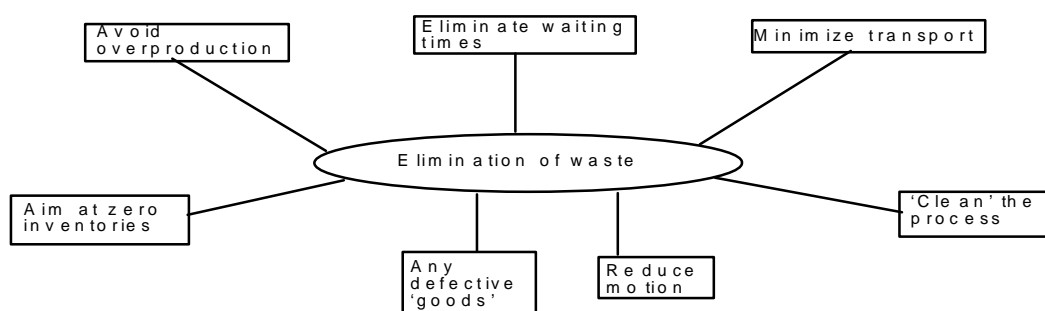 Avoid
overproduction
Eliminate waiting
times
Minimize transport
Elimination of waste
Aim at zero
inventories
'Clean' the
process
Any
defective
'goods'
Reduce
motion